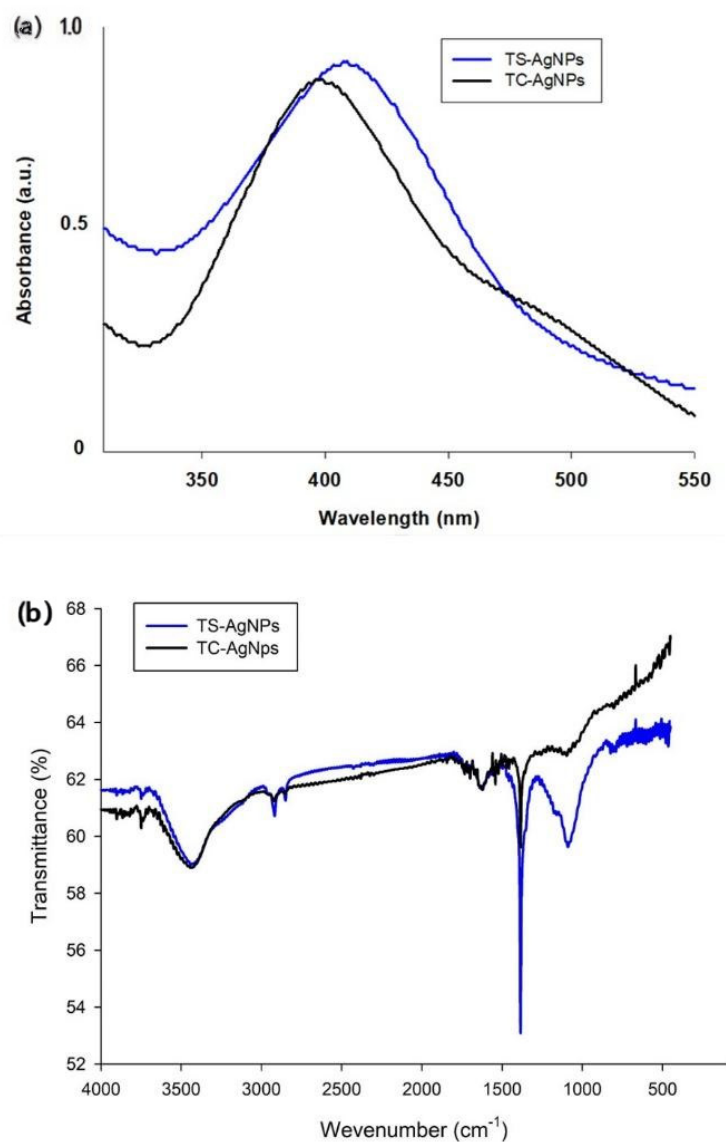 (a)
1.0
0.5
0
Absorbance (a.u.)
TS-AgNPs
TC-AgNPs
350
400
450
500
550
Wavelength (nm)
(b)
68
66
64
62
60
58
56
54
52
Transmittance (%)
TS-AgNPs
TC-AgNps
4000
3500
3000
2500
2000
1500
1000
500
Wevenumber (cm⁻¹)